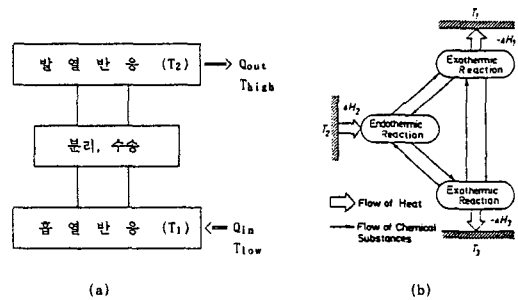 발 열 반 응 (T₂)
Qout
Thigh
분리, 수송
흡 열 반 응 (T₁)
Qin
Tlow
(a)
T₁
-ΔH₁
Exothermic
Reaction
ΔH₂
T₂
Endothermic
Reaction
Exothermic
Reaction
-ΔH₃
T₃
Flow of Heat
Flow of Chemical
Substances
(b)